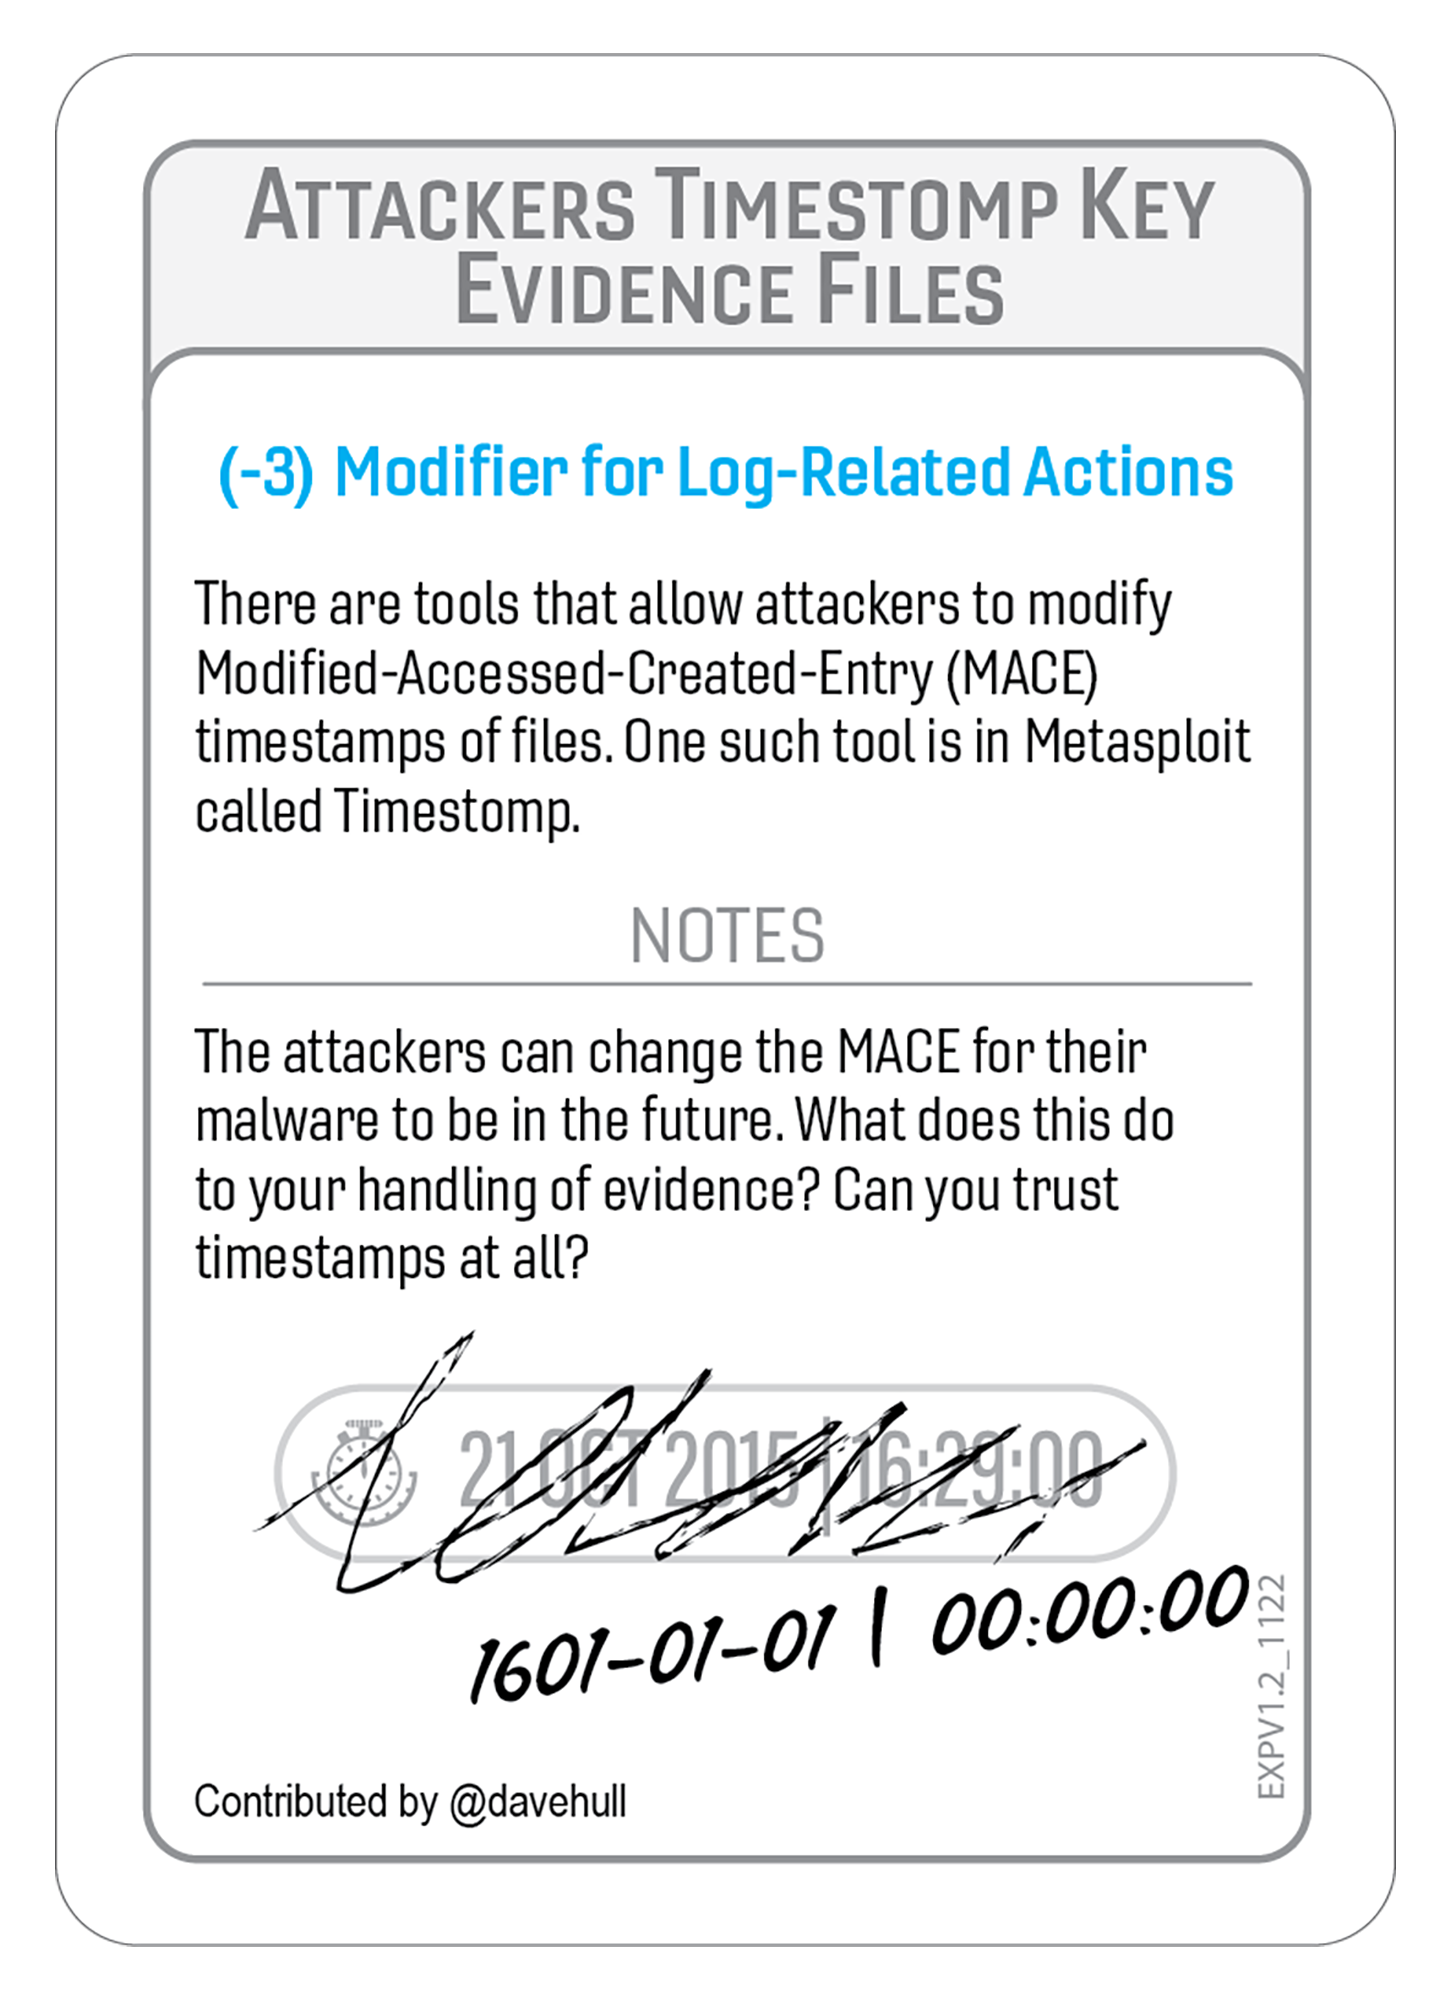 ATTACKERS TIMESTOMP KEY
EVIDENCE FILES
(-3) Modifier for Log-Related Actions
There are tools that allow attackers to modify
Modified-Accessed-Created-Entry (MACE)
timestamps of files. One such tool is in Metasploit
called Timestomp.
NOTES
The attackers can change the MACE for their
malware to be in the future. What does this do
to your handling of evidence? Can you trust
timestamps at all?
21 OCT 2015 | 16:29:00
1601-01-01 | 00:00:00
EXPV1.2_1122
Contributed by @davehull